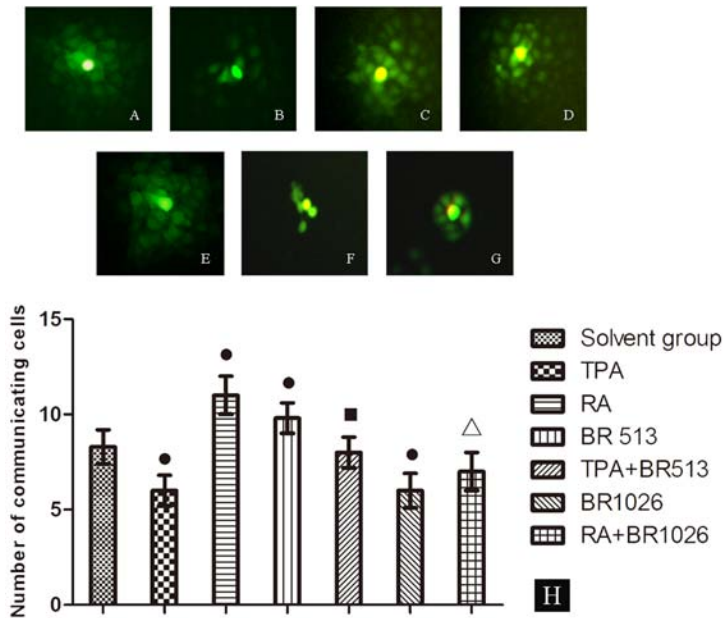 A
B
C
D
E
F
G
Number of communicating cells
15
10
5
0
Solvent group
TPA
RA
BR 513
TPA+BR513
BR1026
RA+BR1026
H